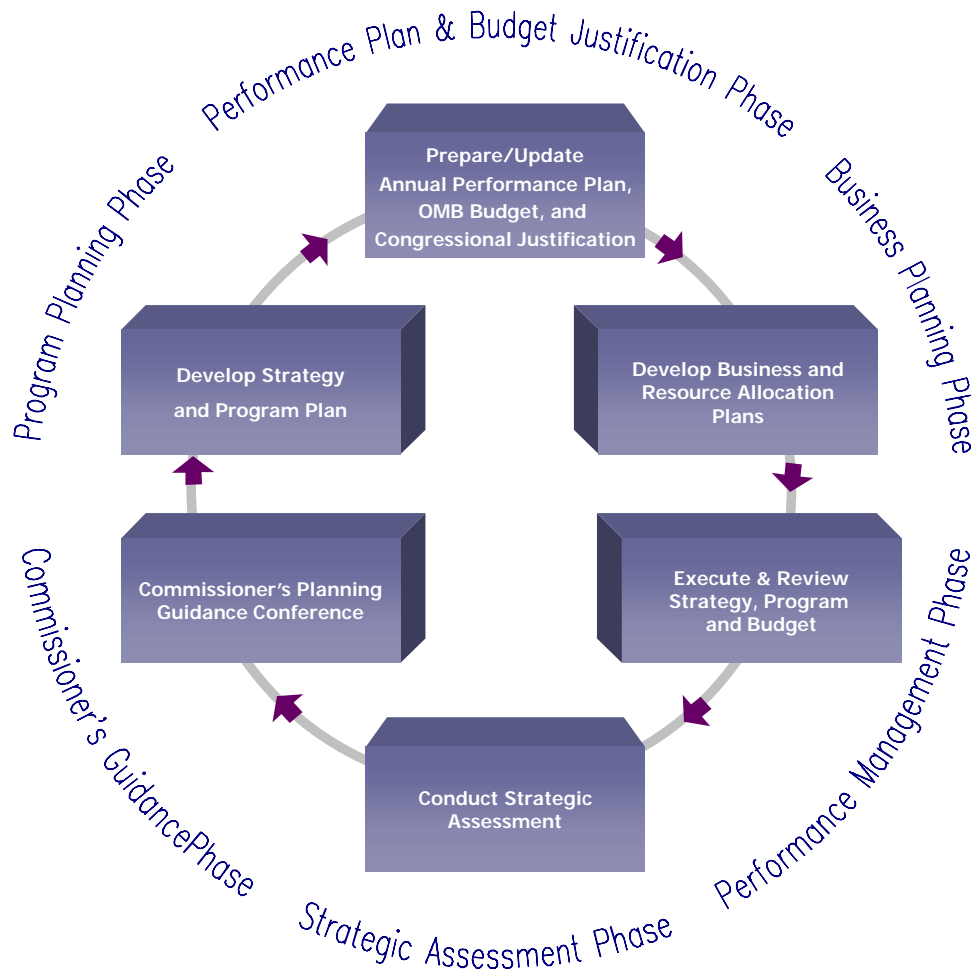 Performance Plan & Budget Justification Phase
Prepare/Update
Annual Performance Plan,
OMB Budget, and
Congressional Justification
Business Planning Phase
Develop Business and
Resource Allocation
Plans
Performance Management Phase
Execute & Review
Strategy, Program
and Budget
Strategic Assessment Phase
Conduct Strategic
Assessment
Commissioner's GuidancePhase
Commissioner's Planning
Guidance Conference
Program Planning Phase
Develop Strategy
and Program Plan